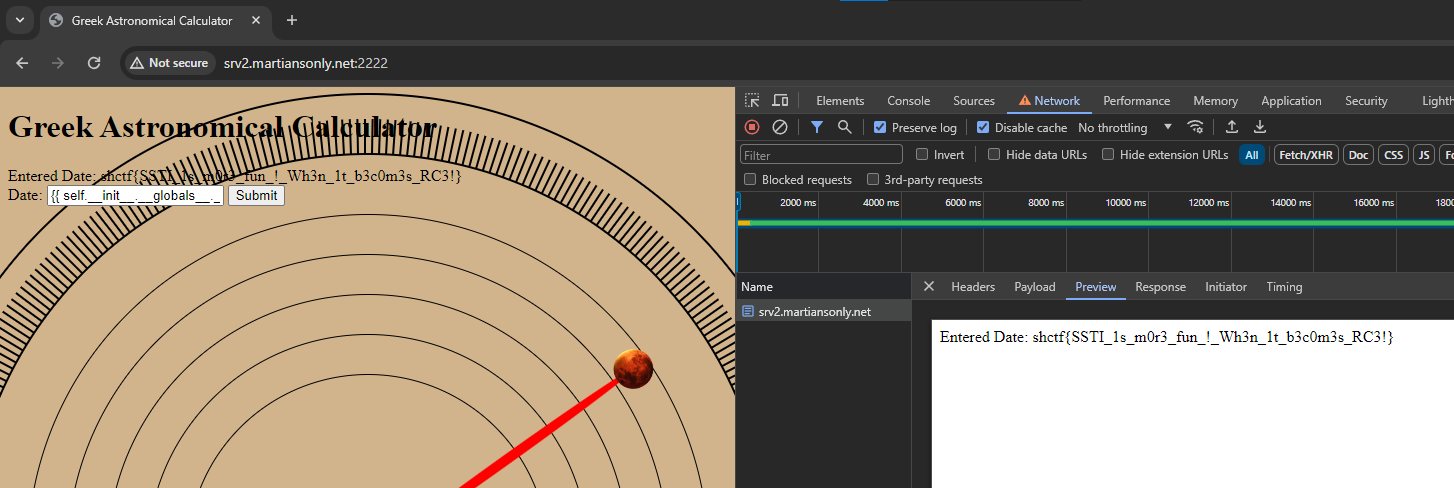 Greek Astronomical Calculator
Not secure srv2.martiansonly.net:2222
Greek Astronomical Calculator
Entered Date: shctf{SSTI_1s_m0r3_fun_!_Wh3n_1t_b3c0m3s_RC3!}
Date: {{ self.__init__.__globals__._ Submit
Elements Console Sources Network Performance Memory Application Security Lighth
Preserve log Disable cache No throttling
Filter Invert Hide data URLs Hide extension URLs All Fetch/XHR Doc CSS JS Fo
Blocked requests 3rd-party requests
2000 ms 4000 ms 6000 ms 8000 ms 10000 ms 12000 ms 14000 ms 16000 ms 1800
Name Headers Payload Preview Response Initiator Timing
srv2.martiansonly.net
Entered Date: shctf{SSTI_1s_m0r3_fun_!_Wh3n_1t_b3c0m3s_RC3!}